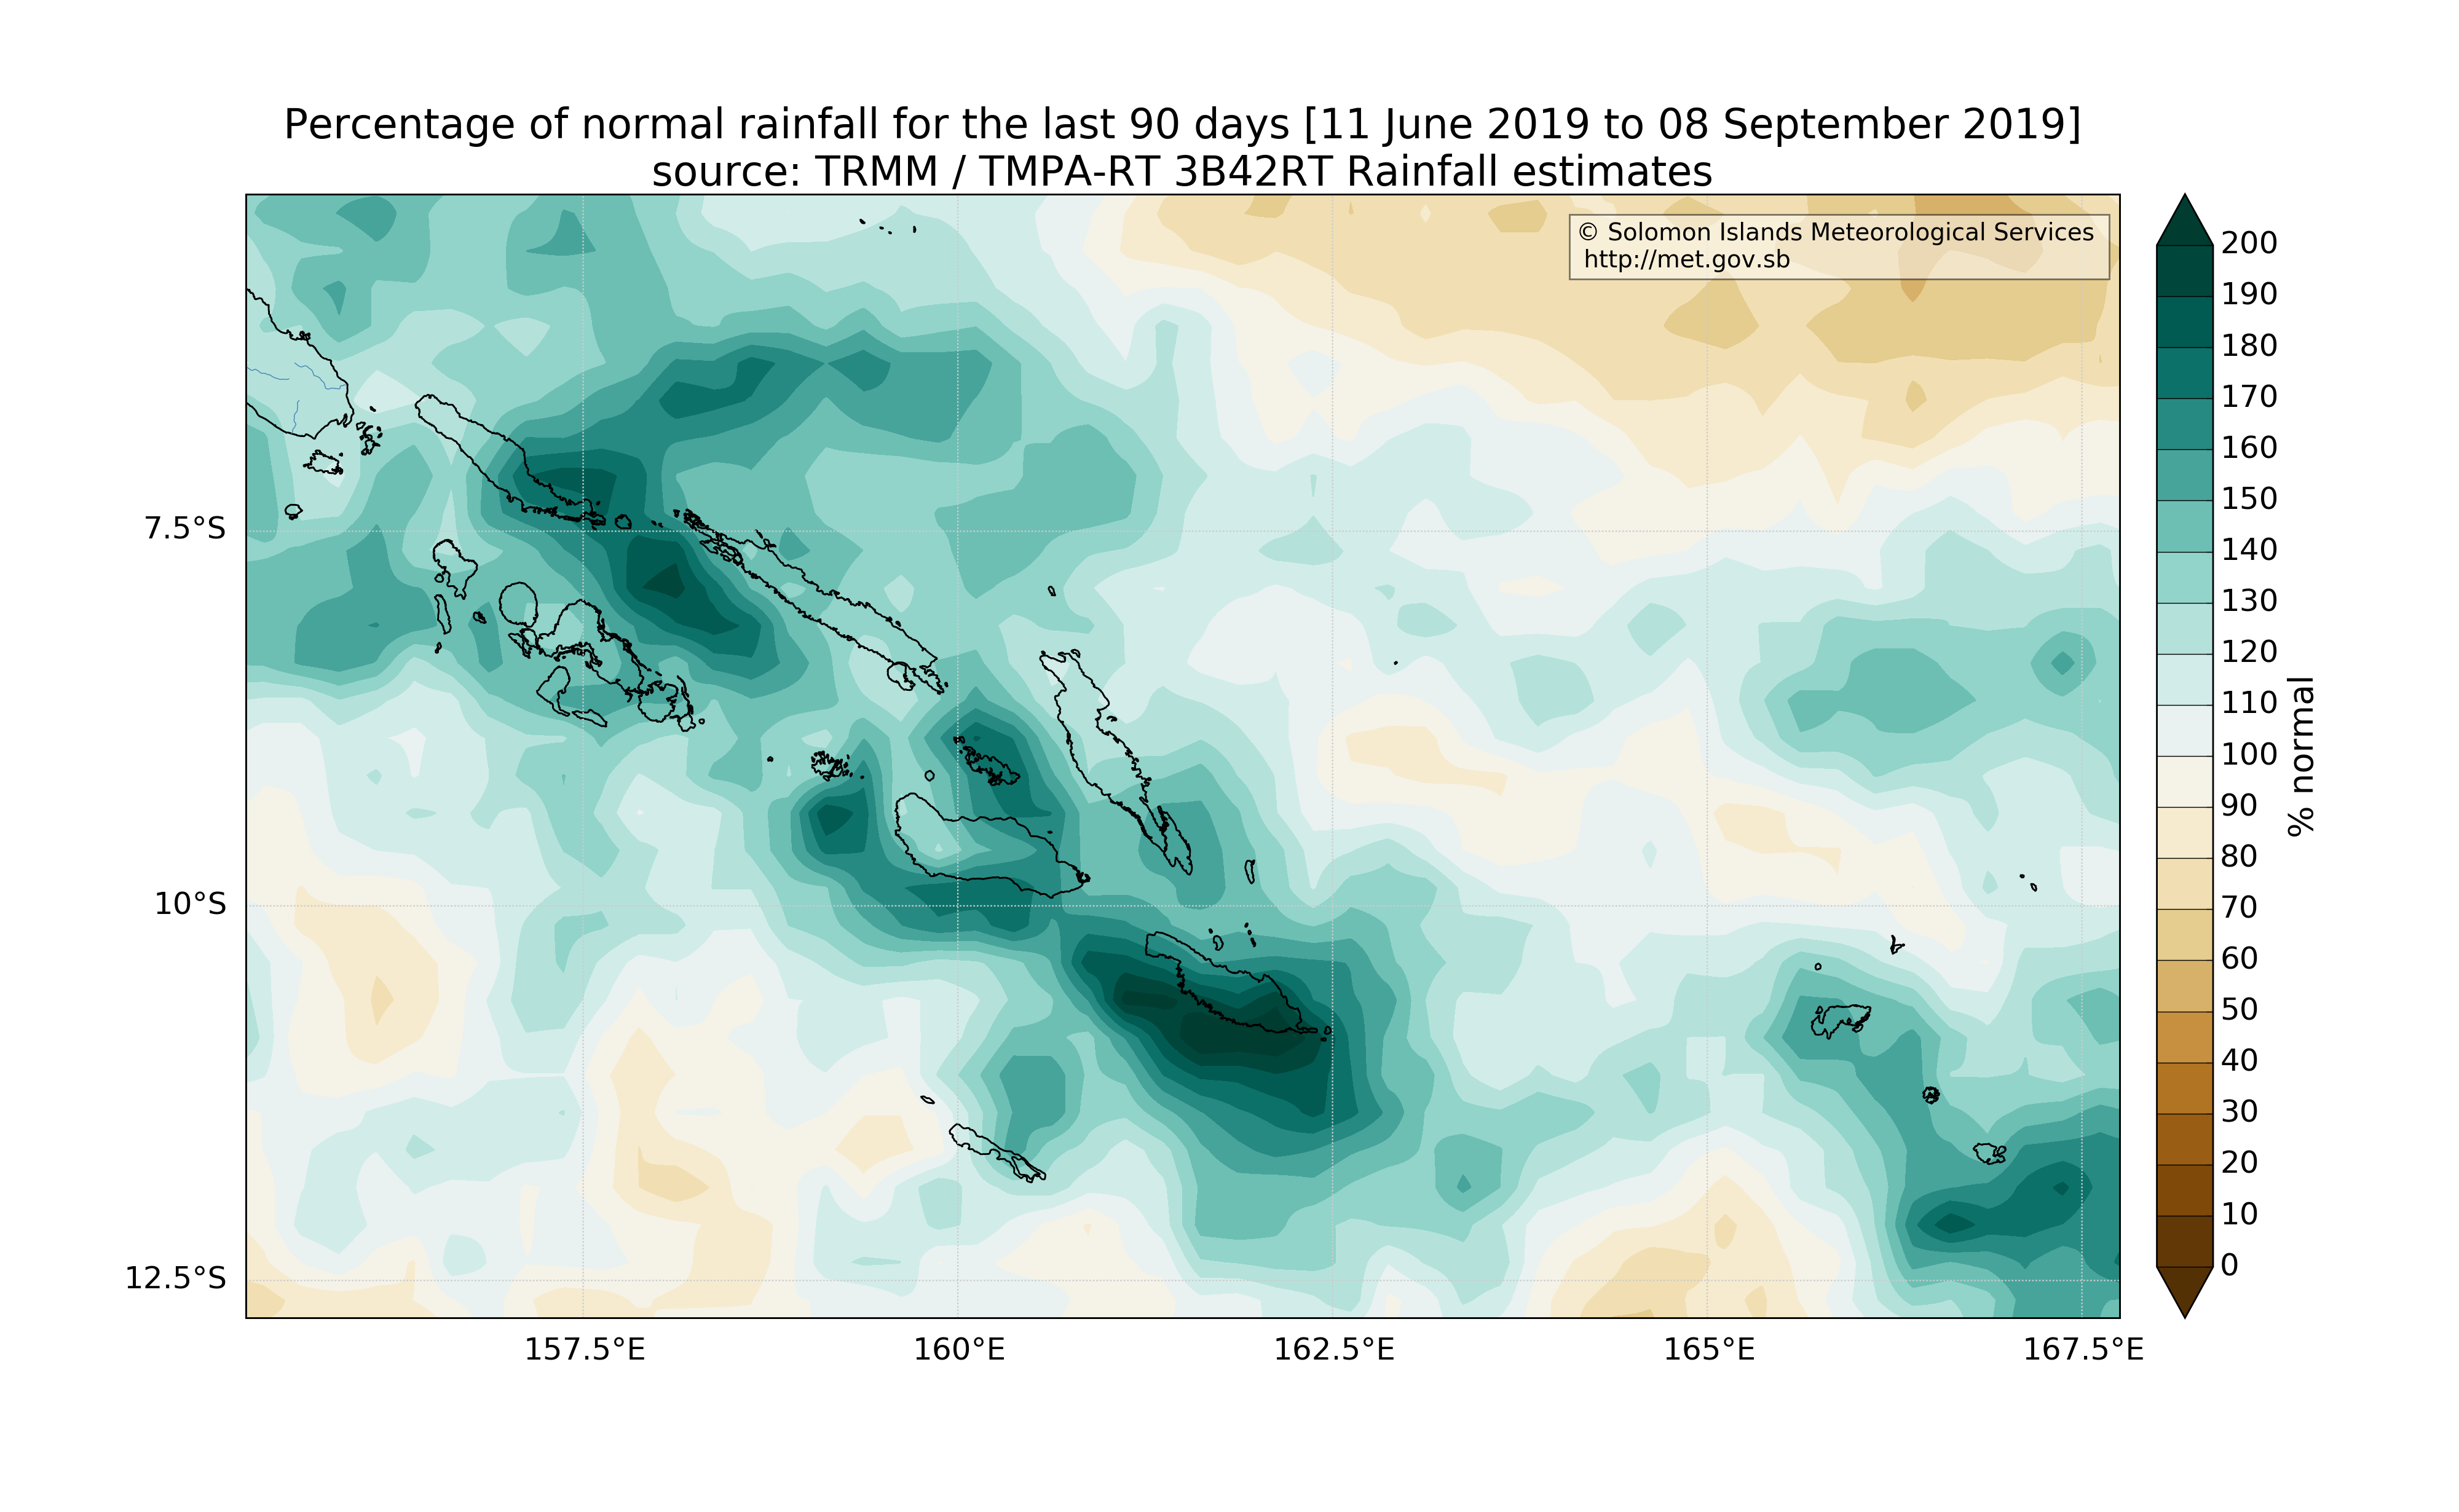 Percentage of normal rainfall for the last 90 days [11 June 2019 to 08 September 2019]
source: TRMM / TMPA-RT 3B42RT Rainfall estimates
© Solomon Islands Meteorological Services
http://met.gov.sb
7.5°S
10°S
12.5°S
157.5°E
160°E
162.5°E
165°E
167.5°E
200
190
180
170
160
150
140
130
120
110
100
90
80
70
60
50
40
30
20
10
0
% normal